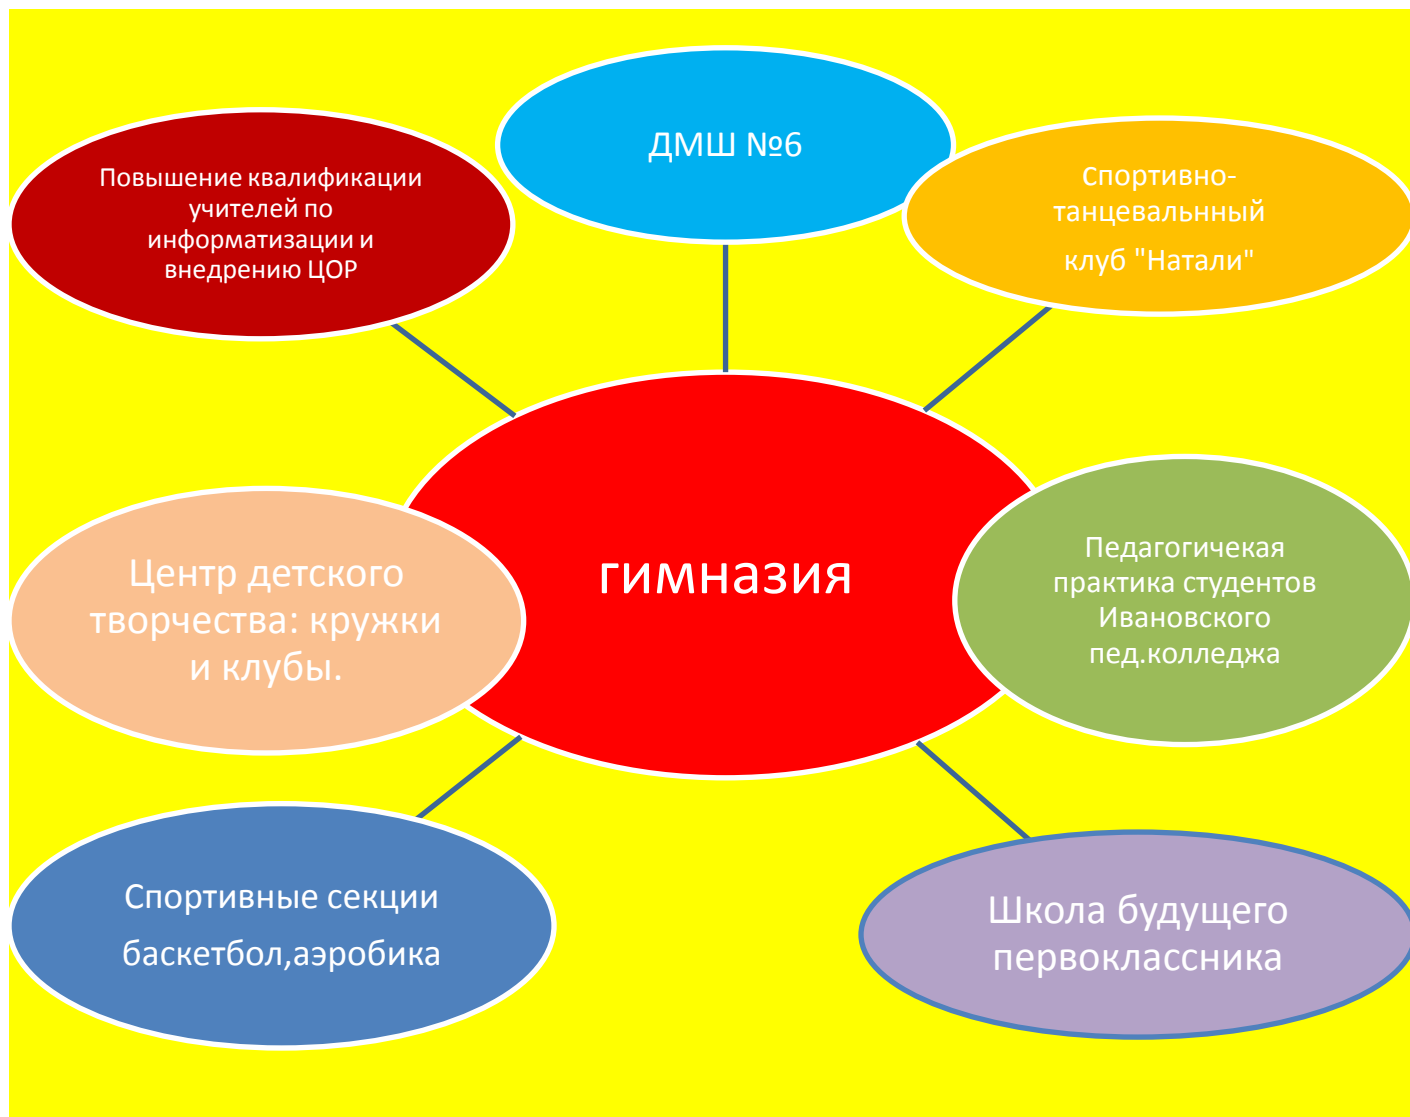 ДМШ №6
Повышение квалификации
учителей по
информатизации и
внедрению ЦОР
спортивно-
танцевальнный
клуб "Натали"
гимназия
Центр детского
творчества: кружки
и клубы.
Педагогичекая
практика студентов
Ивановского
пед.колледжа
Спортивные секции
баскетбол,аэробика
Школа будущего
первоклассника